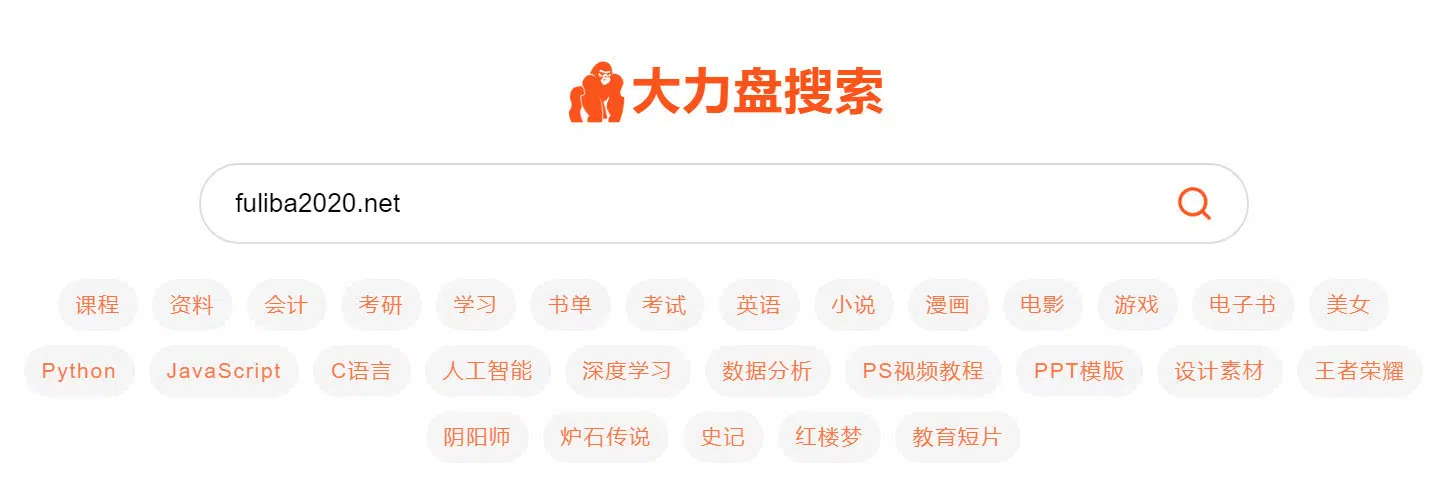 大力盘搜索
fuliba2020.net
课程 资料 会计 考研 学习 书单 考试 英语 小说 漫画 电影 游戏 电子书 美女
Python JavaScript C语言 人工智能 深度学习 数据分析 PS视频教程 PPT模版 设计素材 王者荣耀
阴阳师 炉石传说 史记 红楼梦 教育短片